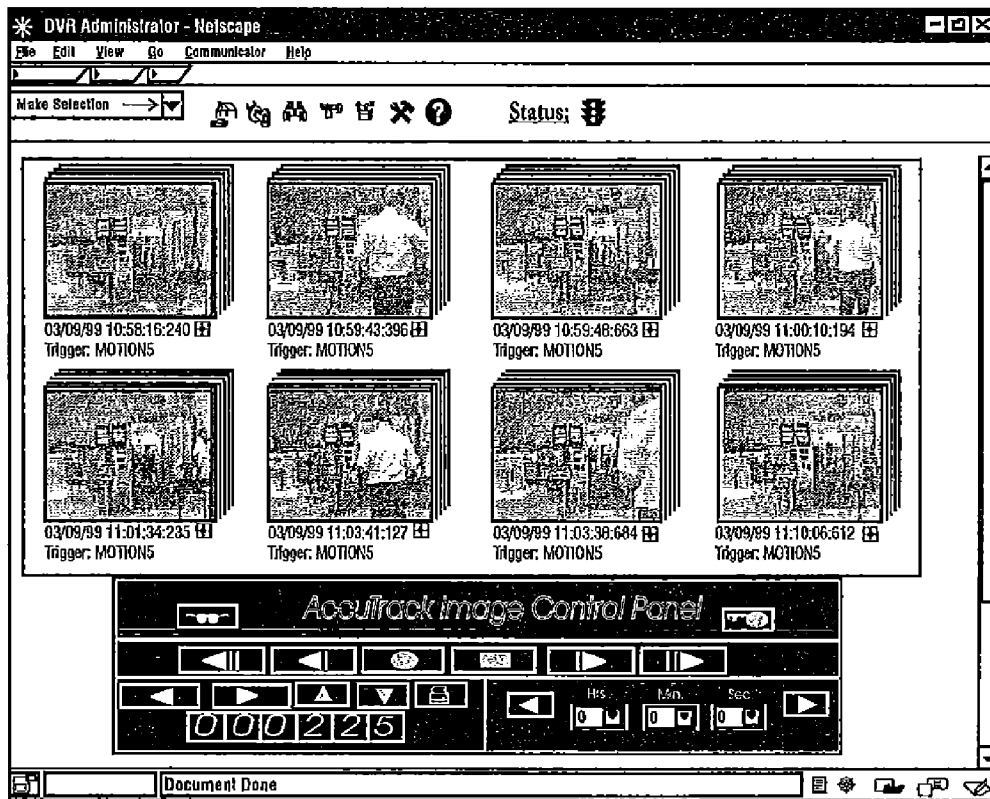 DVR Administrator - Netscape
File Edit View Go Communicator Help
Make Selection
Status:
03/09/99 10:58:16:240
Trigger: MOTION5
03/09/99 10:59:43:396
Trigger: MOTION5
03/09/99 10:59:48:663
Trigger: MOTION5
03/09/99 11:00:10:194
Trigger: MOTION5
03/09/99 11:01:34:235
Trigger: MOTION5
03/09/99 11:03:41:127
Trigger: MOTION5
03/09/99 11:03:38:684
Trigger: MOTION5
03/09/99 11:10:06:612
Trigger: MOTION5
AccuTrack Image Control Panel
Hrs. Min. Sec.
0 0 0
000225
Document Done